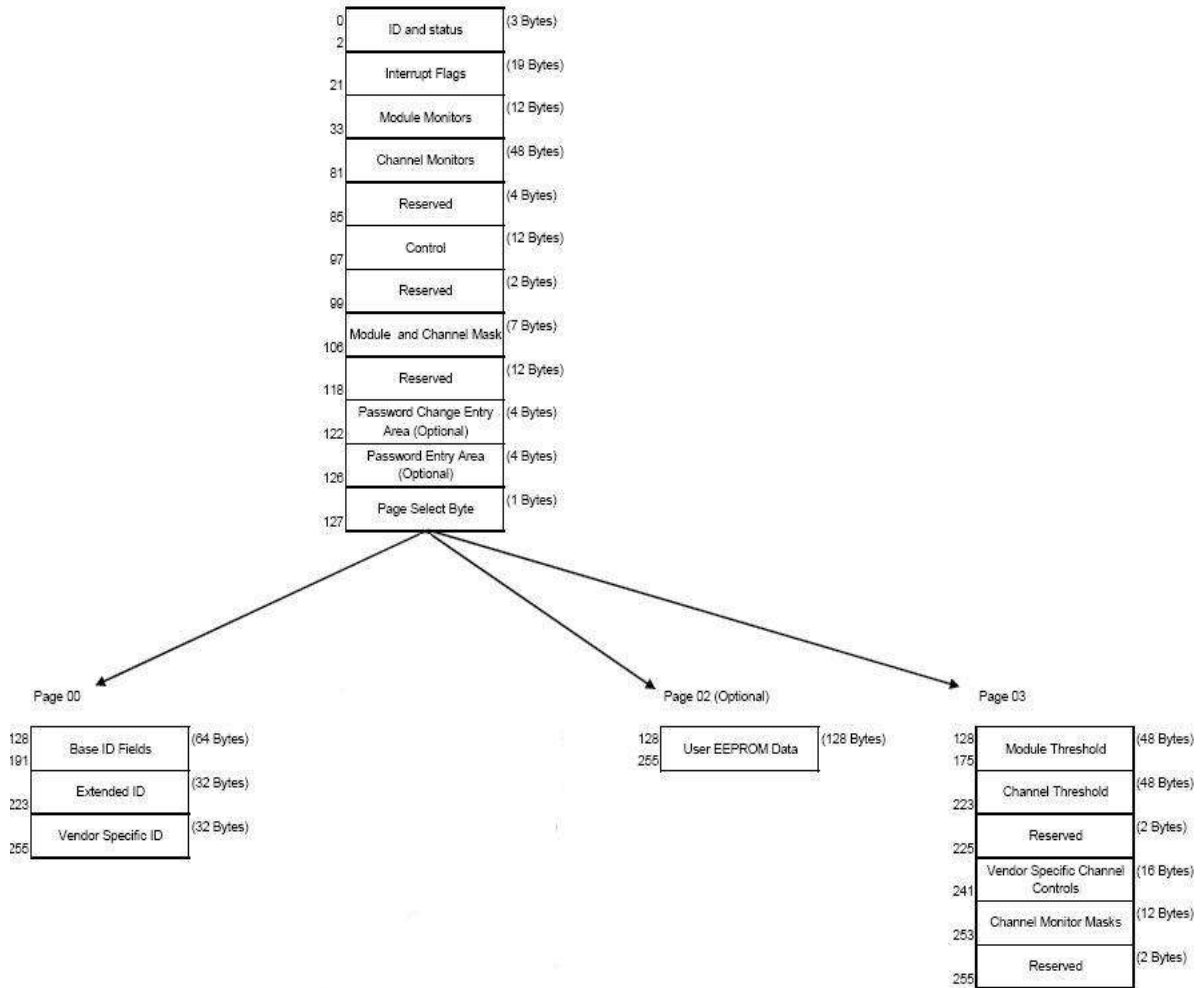 0 ID and status (3 Bytes)
2
Interrupt Flags (19 Bytes)
21
Module Monitors (12 Bytes)
33
Channel Monitors (48 Bytes)
81
Reserved (4 Bytes)
85
Control (12 Bytes)
97
Reserved (2 Bytes)
99
Module and Channel Mask (7 Bytes)
106
Reserved (12 Bytes)
118
Password Change Entry (4 Bytes)
Area (Optional)
122
Password Entry Area (4 Bytes)
(Optional)
126
Page Select Byte (1 Bytes)
127
Page 00
128 Base ID Fields (64 Bytes)
191
Extended ID (32 Bytes)
223
Vendor Specific ID (32 Bytes)
255
Page 02 (Optional)
128 User EEPROM Data (128 Bytes)
255
Page 03
128 Module Threshold (48 Bytes)
175
Channel Threshold (48 Bytes)
223
Reserved (2 Bytes)
225
Vendor Specific Channel (16 Bytes)
Controls
241
Channel Monitor Masks (12 Bytes)
253
Reserved (2 Bytes)
255